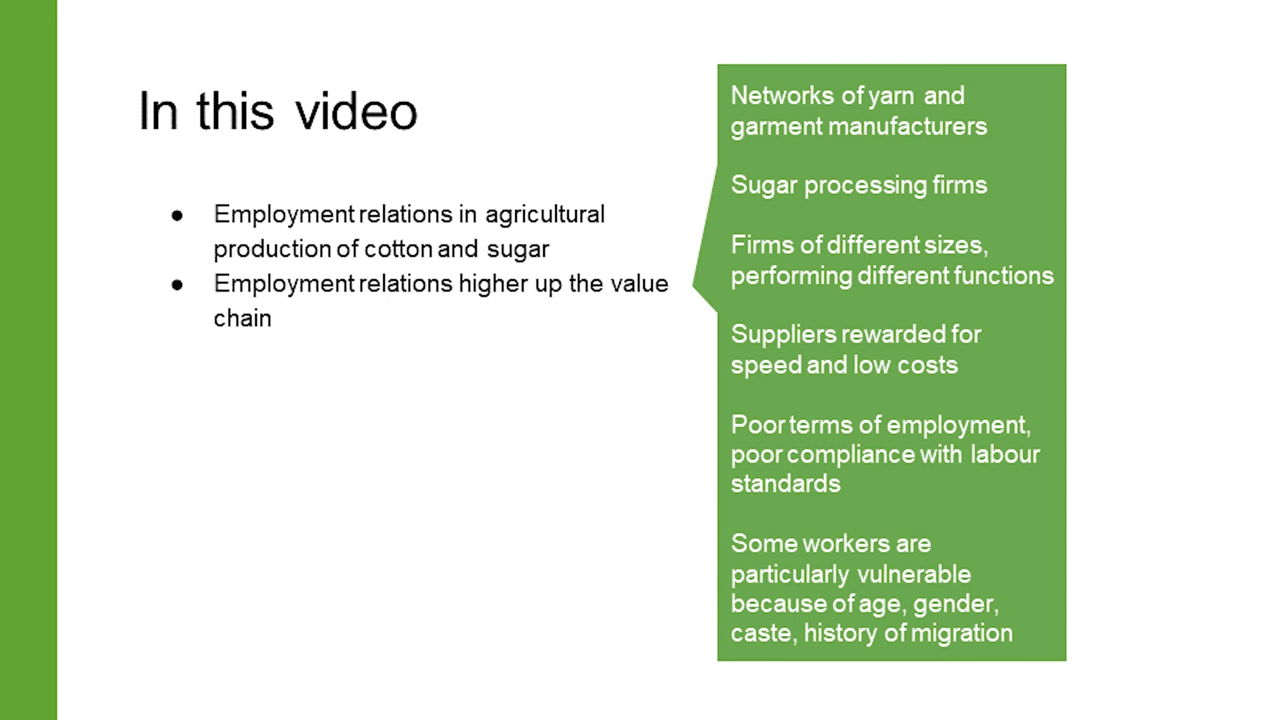 In this video
● Employment relations in agricultural
production of cotton and sugar
● Employment relations higher up the value
chain
Networks of yarn and
garment manufacturers
Sugar processing firms
Firms of different sizes,
performing different functions
Suppliers rewarded for
speed and low costs
Poor terms of employment,
poor compliance with labour
standards
Some workers are
particularly vulnerable
because of age, gender,
caste, history of migration